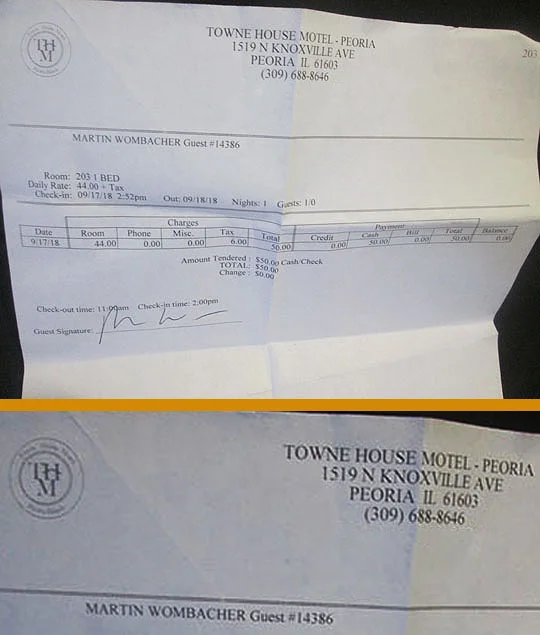 THM
TOWNE HOUSE MOTEL - PEORIA
1519 N KNOXVILLE AVE
PEORIA IL 61603
(309) 688-8646
203
MARTIN WOMBACHER Guest #14386
Room: 203 1 BED
Daily Rate: 44.00 + Tax
Check-in: 09/17/18 2:52pm Out: 09/18/18 Nights: 1 Guests: 1/0
Charges Payment
Date Room Phone Misc. Tax Total Credit Cash Bill Total Balance
9/17/18 44.00 0.00 0.00 6.00 50.00 0.00 50.00 0.00 50.00 0.00
Amount Tendered : $50.00 Cash/Check
TOTAL: $50.00
Change : $0.00
Check-out time: 11:00am Check-in time: 2:00pm
Guest Signature:
THM
TOWNE HOUSE MOTEL - PEORIA
1519 N KNOXVILLE AVE
PEORIA IL 61603
(309) 688-8646
MARTIN WOMBACHER Guest #14386